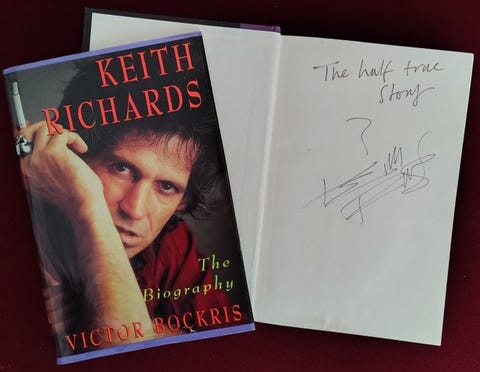 KEITH
RICHARDS
The
Biography
VICTOR BOCKRIS
The half true
Story
?